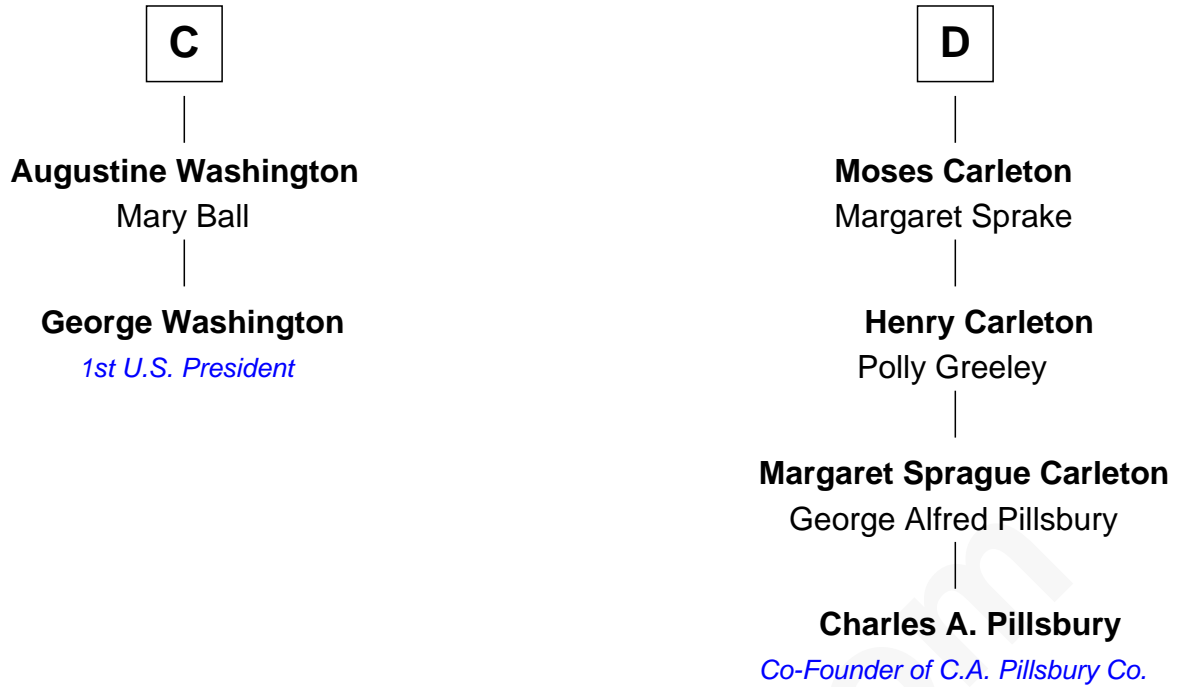 C
Augustine Washington
Mary Ball
George Washington
1st U.S. President
D
Moses Carleton
Margaret Sprake
Henry Carleton
Polly Greeley
Margaret Sprague Carleton
George Alfred Pillsbury
Charles A. Pillsbury
Co-Founder of C.A. Pillsbury Co.